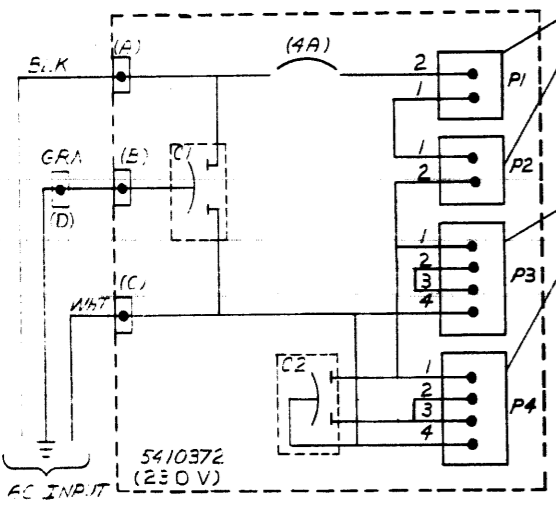 (A)
(4A)
BLK
2
P1
1
GRN
(B)
C1
1
P2
2
(D)
1
2
P3
3
(C)
WHT
4
C2
1
2
P4
3
4
5410372
(230V)
AC INPUT